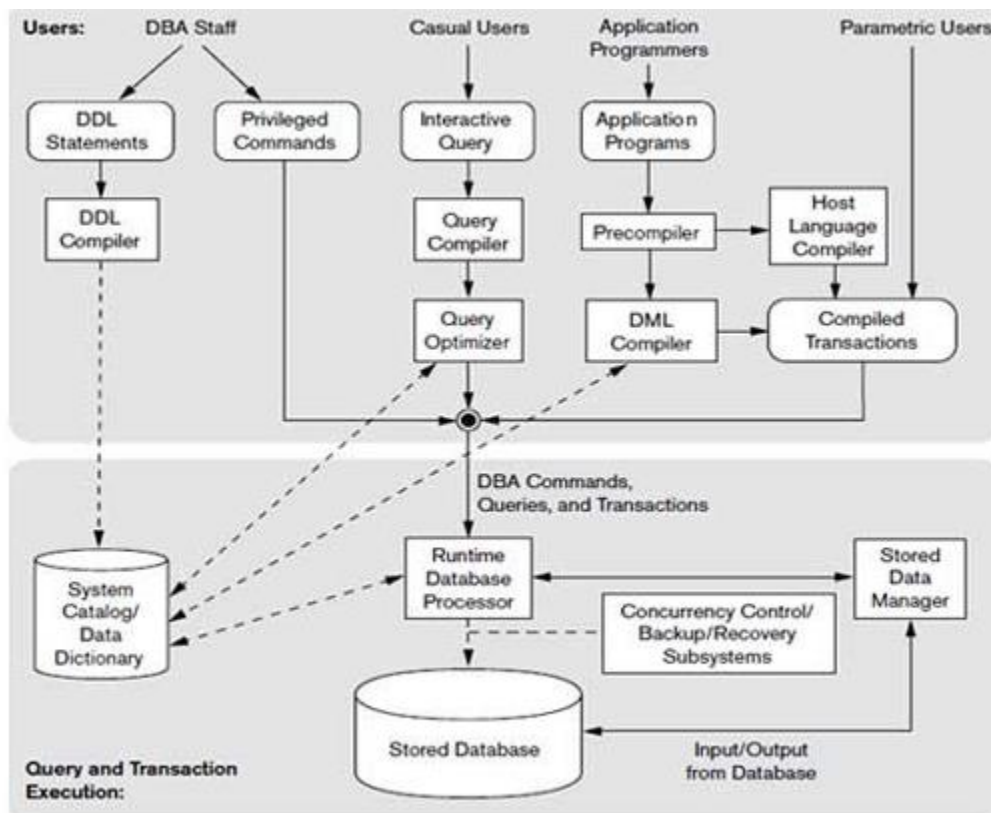 Users:
DBA Staff
Casual Users
Application
Programmers
Parametric Users
DDL
Statements
Privileged
Commands
Interactive
Query
Application
Programs
DDL
Compiler
Query
Compiler
Precompiler
Host
Language
Compiler
Query
Optimizer
DML
Compiler
Compiled
Transactions
DBA Commands,
Queries, and Transactions
System
Catalog/
Data
Dictionary
Runtime
Database
Processor
Stored
Data
Manager
Concurrency Control/
Backup/Recovery
Subsystems
Stored Database
Input/Output
from Database
Query and Transaction
Execution: